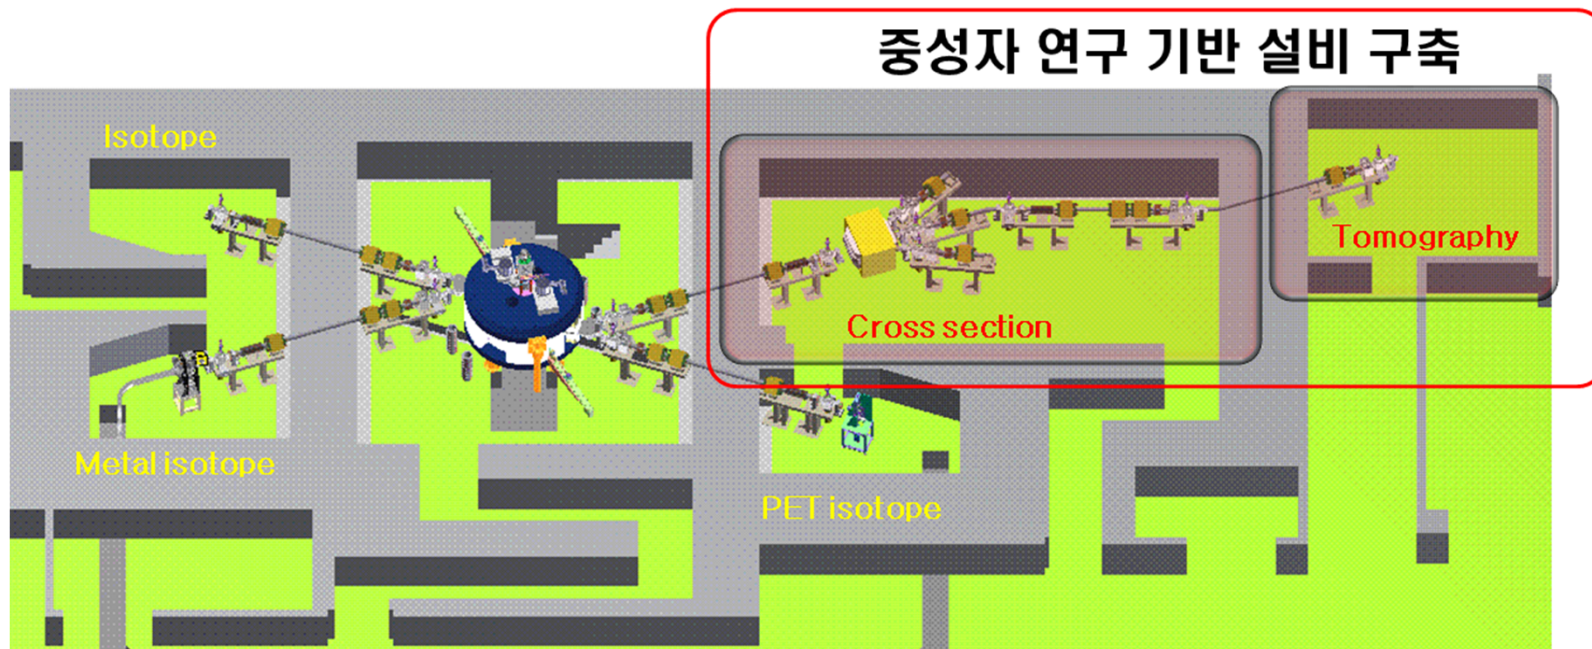 중성자 연구 기반 설비 구축
Isotope
Tomography
Cross section
Metal isotope
PET isotope